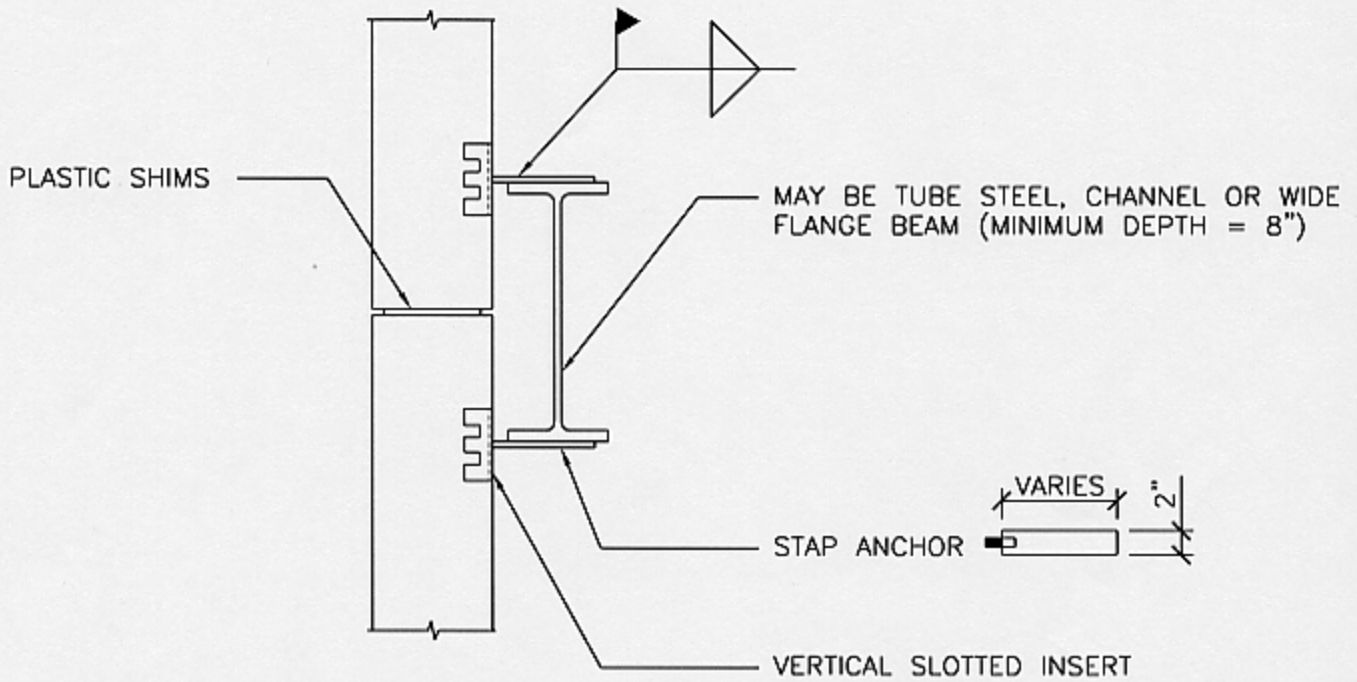 PLASTIC SHIMS
MAY BE TUBE STEEL, CHANNEL OR WIDE
FLANGE BEAM (MINIMUM DEPTH = 8")
VARIES
2"
STAP ANCHOR
VERTICAL SLOTTED INSERT